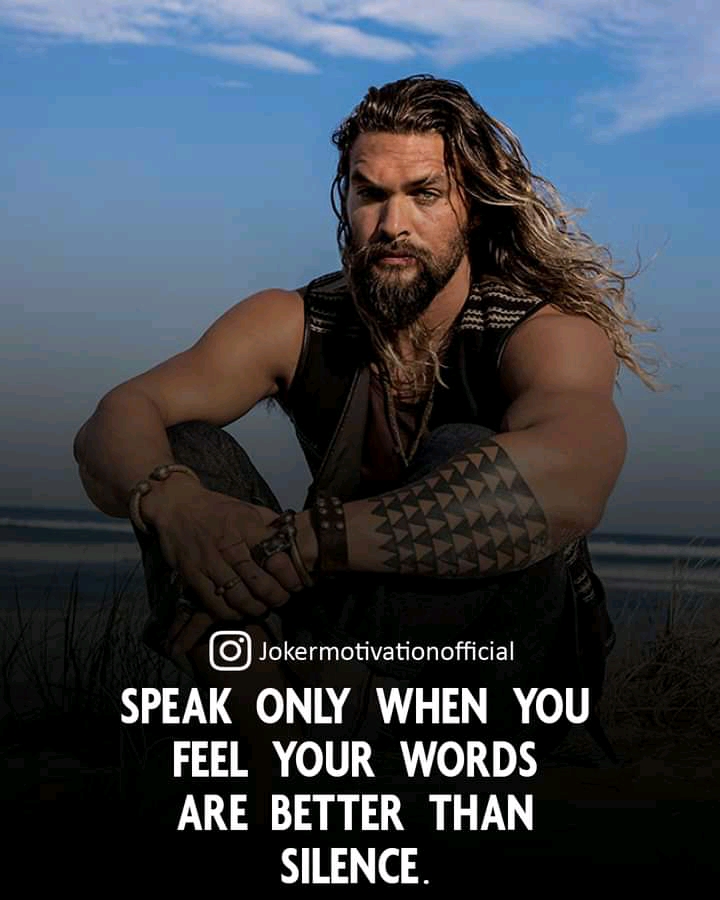 Jokermotivationofficial
SPEAK ONLY WHEN YOU
FEEL YOUR WORDS
ARE BETTER THAN
SILENCE.